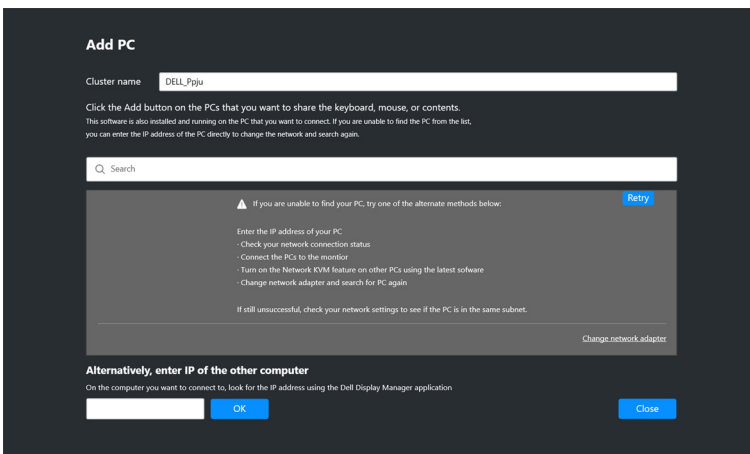 Add PC
Cluster name DELL_Ppju
Click the Add button on the PCs that you want to share the keyboard, mouse, or contents.
This software is also installed and running on the PC that you want to connect. If you are unable to find the PC from the list,
you can enter the IP address of the PC directly to change the network and search again.
Search
If you are unable to find your PC, try one of the alternate methods below:
Retry
Enter the IP address of your PC
· Check your network connection status
· Connect the PCs to the montior
· Turn on the Network KVM feature on other PCs using the latest sofware
· Change network adapter and search for PC again
If still unsuccessful, check your network settings to see if the PC is in the same subnet.
Change network adapter
Alternatively, enter IP of the other computer
On the computer you want to connect to, look for the IP address using the Dell Display Manager application
OK
Close